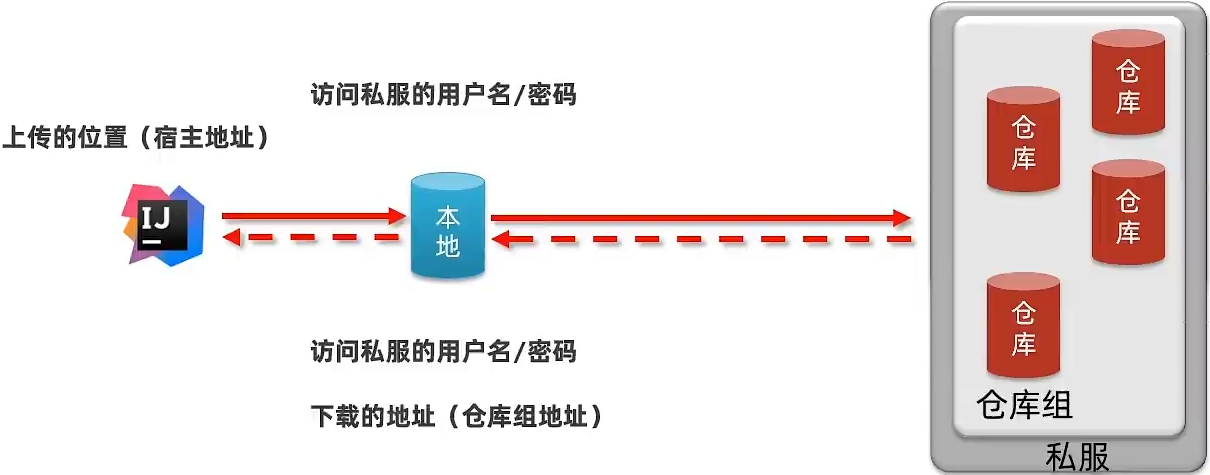 访问私服的用户名/密码
上传的位置（宿主地址）
IJ
本地
仓库
仓库
仓库
仓库
访问私服的用户名/密码
下载的地址（仓库组地址）
仓库组
私服